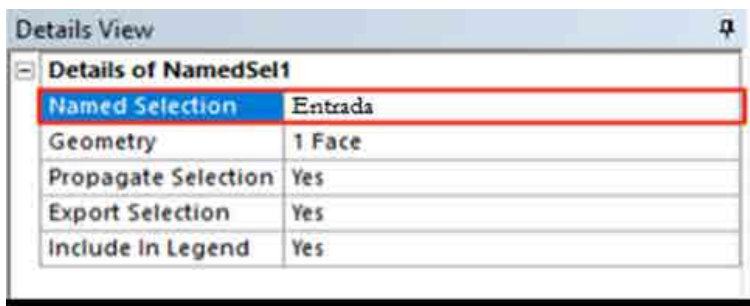 Details View
Details of NamedSel1
Named Selection Entrada
Geometry 1 Face
Propagate Selection Yes
Export Selection Yes
Include In Legend Yes